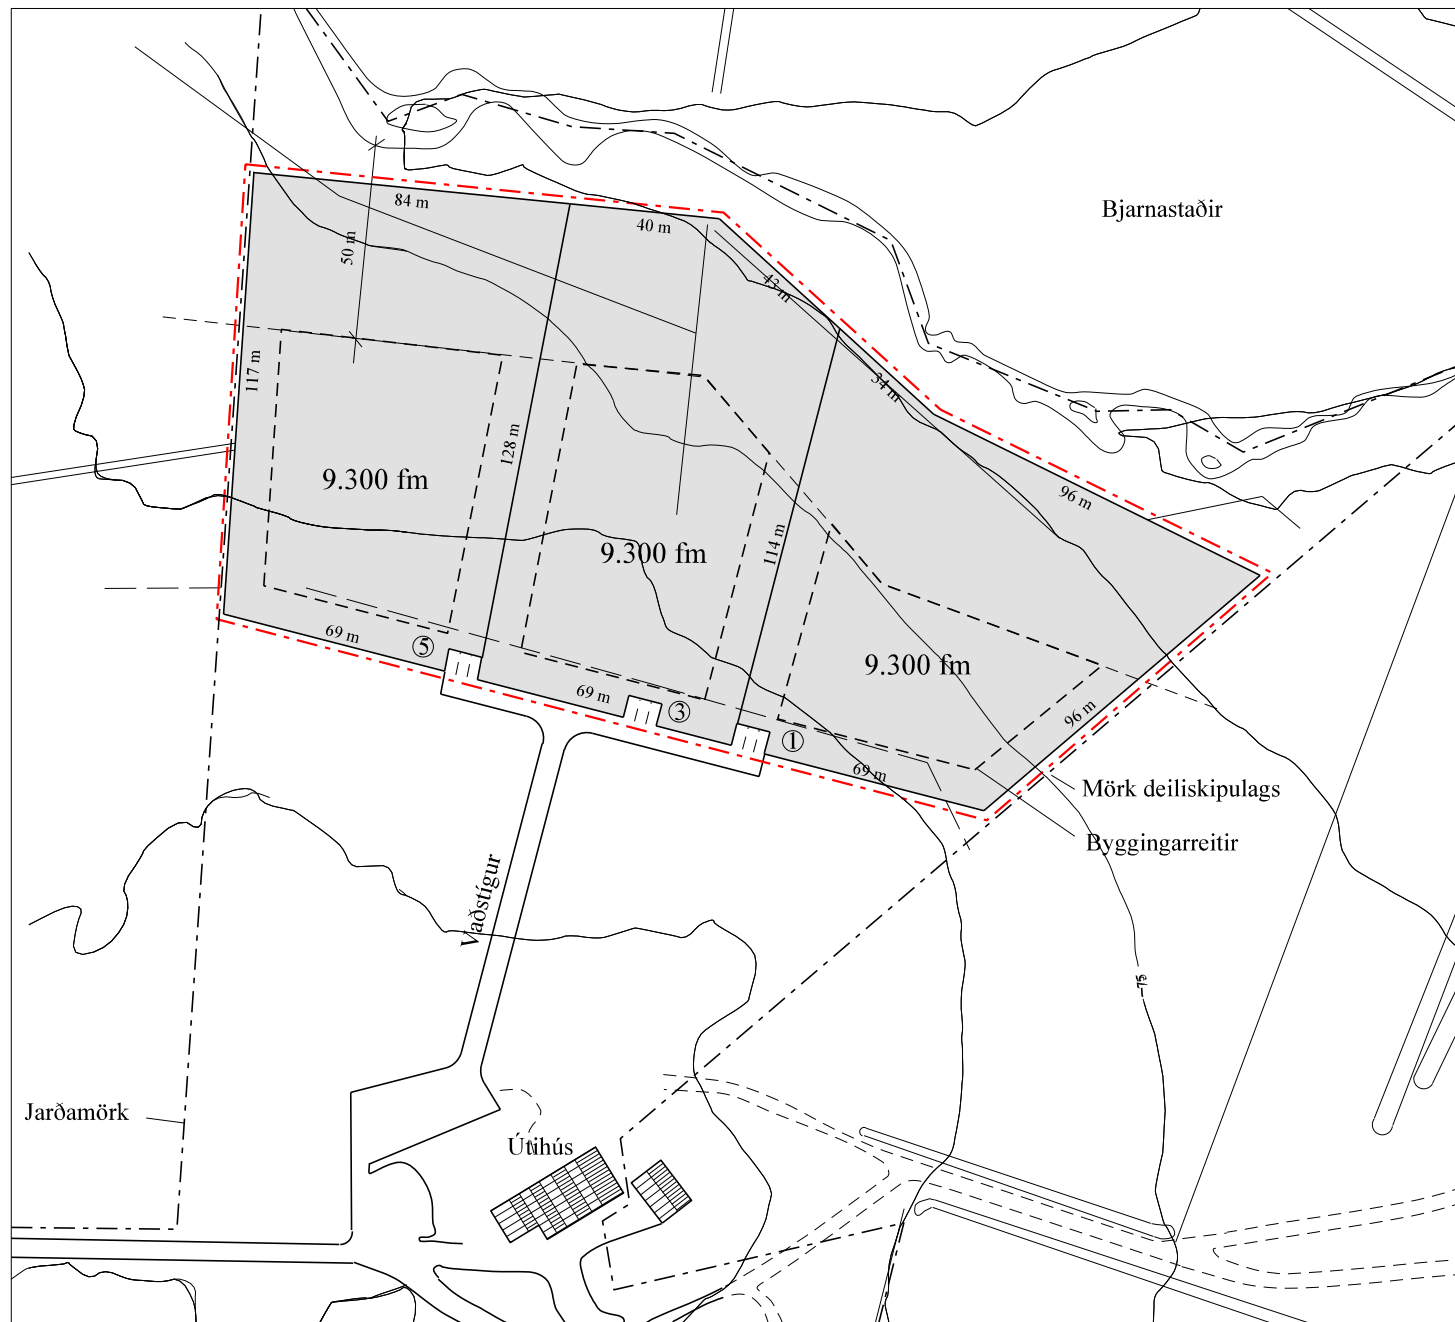 84 m
40 m
Bjarnastaðir
50 m
43 m
117 m
34 m
128 m
9.300 fm
96 m
114 m
9.300 fm
69 m
⑤
9.300 fm
69 m
③
96 m
①
69 m
Mörk deiliskipulags
Byggingarreitir
Vaðstígur
75
Jarðamörk
Útihús